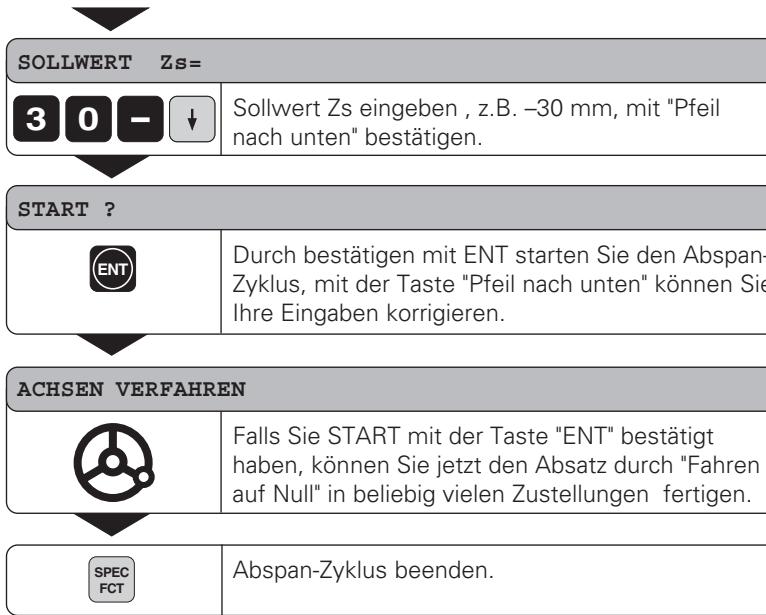 SOLLWERT Zs=
3 0 – ↓
Sollwert Zs eingeben , z.B. –30 mm, mit "Pfeil
nach unten" bestätigen.
START ?
ENT
Durch bestätigen mit ENT starten Sie den Abspan-
Zyklus, mit der Taste "Pfeil nach unten" können Sie
Ihre Eingaben korrigieren.
ACHSEN VERFAHREN
Falls Sie START mit der Taste "ENT" bestätigt
haben, können Sie jetzt den Absatz durch "Fahren
auf Null" in beliebig vielen Zustellungen fertigen.
SPEC
FCT
Abspan-Zyklus beenden.